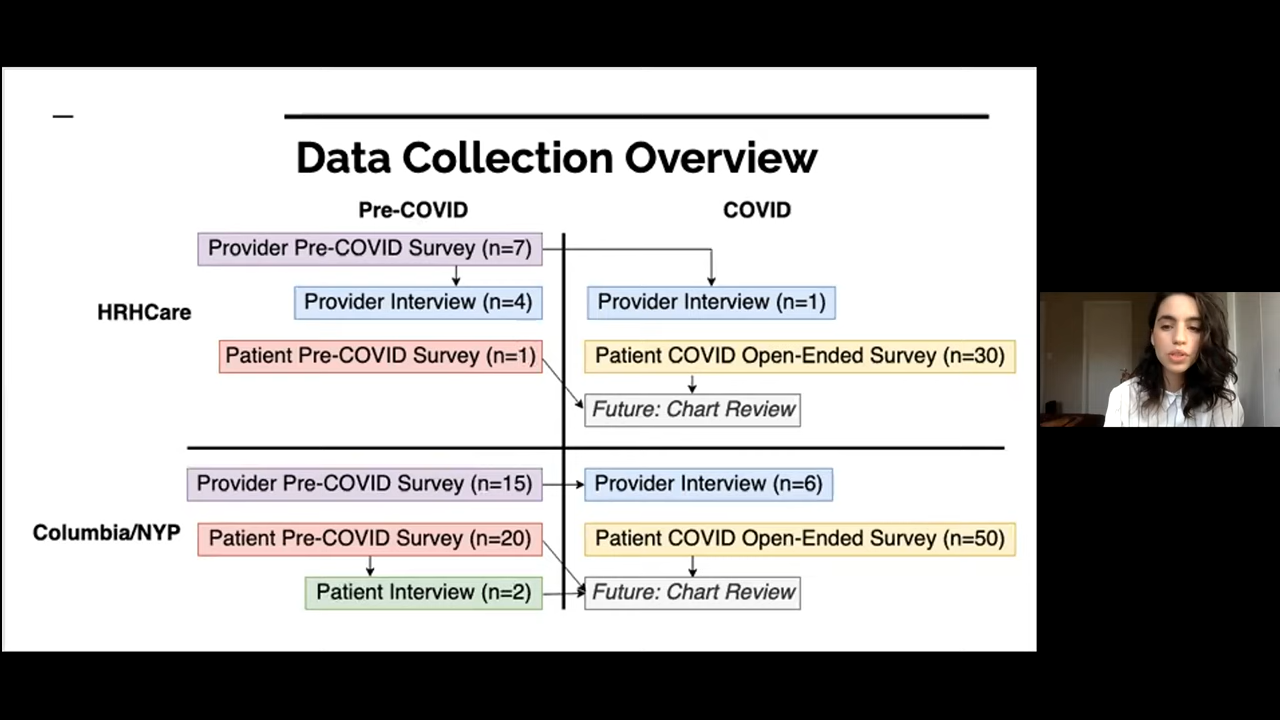 Data Collection Overview
Pre-COVID
COVID
HRHCare
Provider Pre-COVID Survey (n=7)
Provider Interview (n=4)
Provider Interview (n=1)
Patient Pre-COVID Survey (n=1)
Patient COVID Open-Ended Survey (n=30)
Future: Chart Review
Columbia/NYP
Provider Pre-COVID Survey (n=15)
Provider Interview (n=6)
Patient Pre-COVID Survey (n=20)
Patient COVID Open-Ended Survey (n=50)
Patient Interview (n=2)
Future: Chart Review